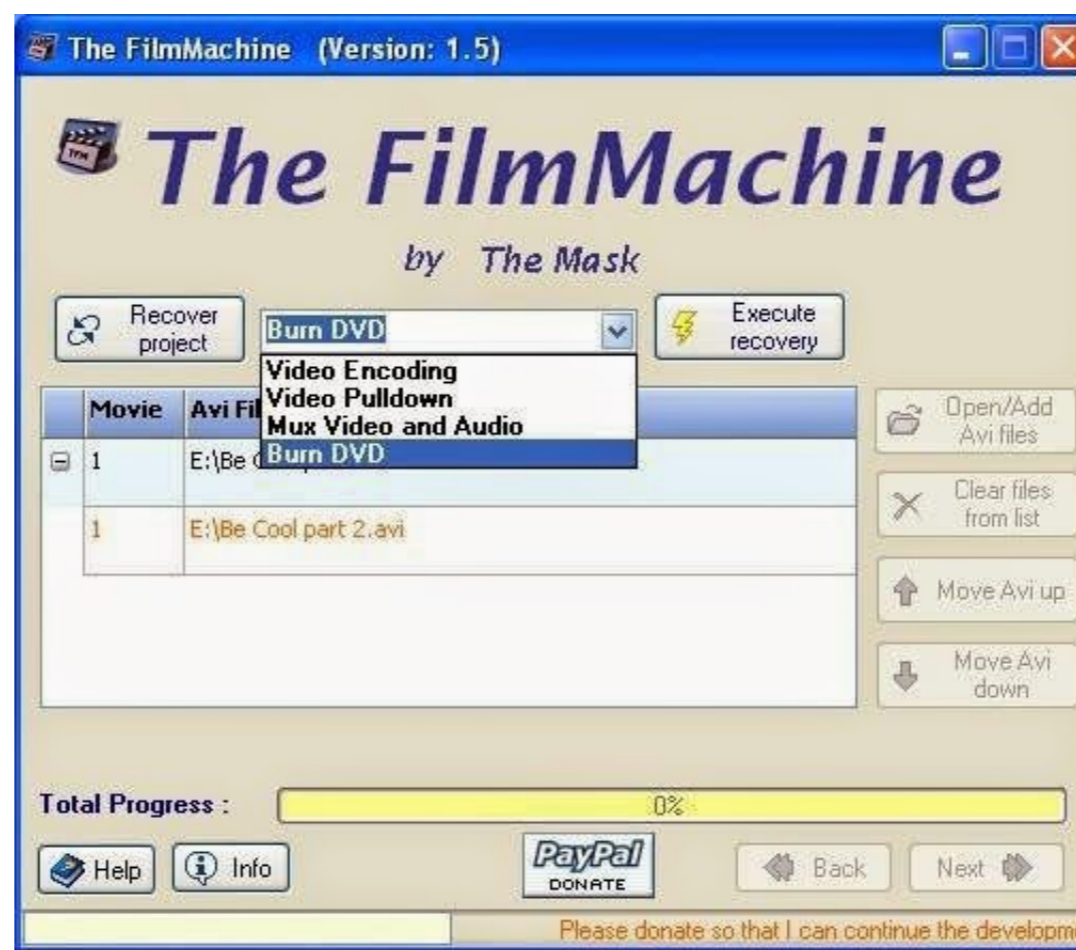 The FilmMachine (Version: 1.5)
The FilmMachine
by The Mask
Recover
project
Burn DVD
Execute
recovery
Video Encoding
Video Pulldown
Mux Video and Audio
Burn DVD
Movie Avi Fil
1 E:\Be
1 E:\Be Cool part 2.avi
Open/Add
Avi files
Clear files
from list
Move Avi up
Move Avi
down
Total Progress : 0%
Help Info PayPal
DONATE
Back Next
Please donate so that I can continue the developm